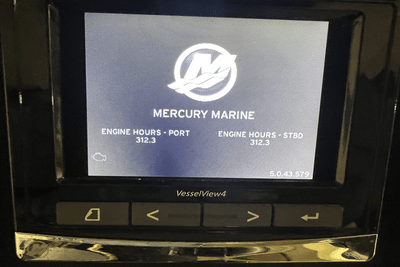 MERCURY MARINE
ENGINE HOURS - PORT
312.3
ENGINE HOURS - STBD
312.3
5.0.43.579
VesselView4